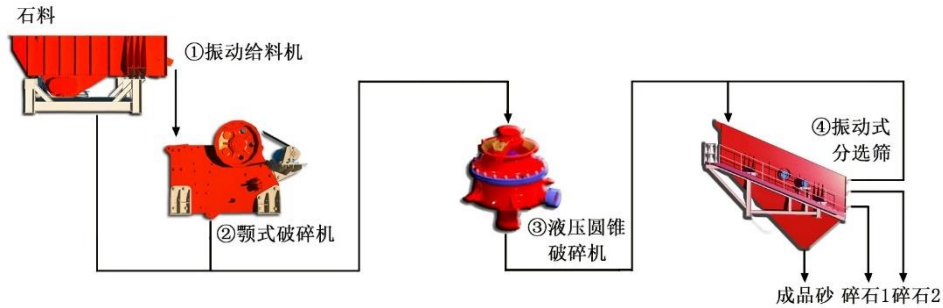 石料
①振动给料机
②颚式破碎机
③液压圆锥
破碎机
④振动式
分选筛
成品砂 碎石1 碎石2